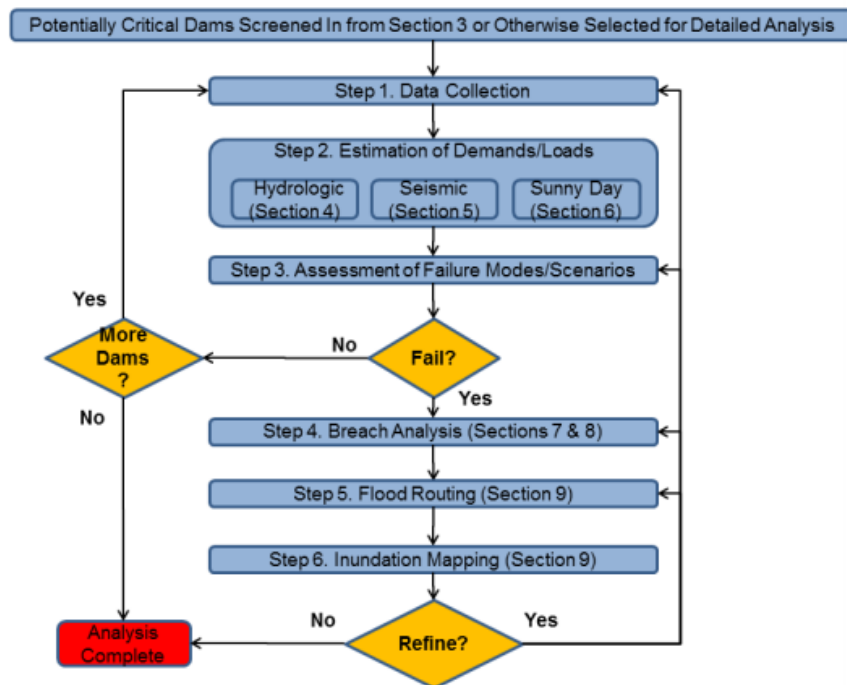 Potentially Critical Dams Screened In from Section 3 or Otherwise Selected for Detailed Analysis
Step 1. Data Collection
Step 2. Estimation of Demands/Loads
Hydrologic
(Section 4)
Seismic
(Section 5)
Sunny Day
(Section 6)
Step 3. Assessment of Failure Modes/Scenarios
Yes
More
Dams
?
No
Fail?
No
Yes
Step 4. Breach Analysis (Sections 7 & 8)
Step 5. Flood Routing (Section 9)
Step 6. Inundation Mapping (Section 9)
No
Refine?
Yes
Analysis
Complete